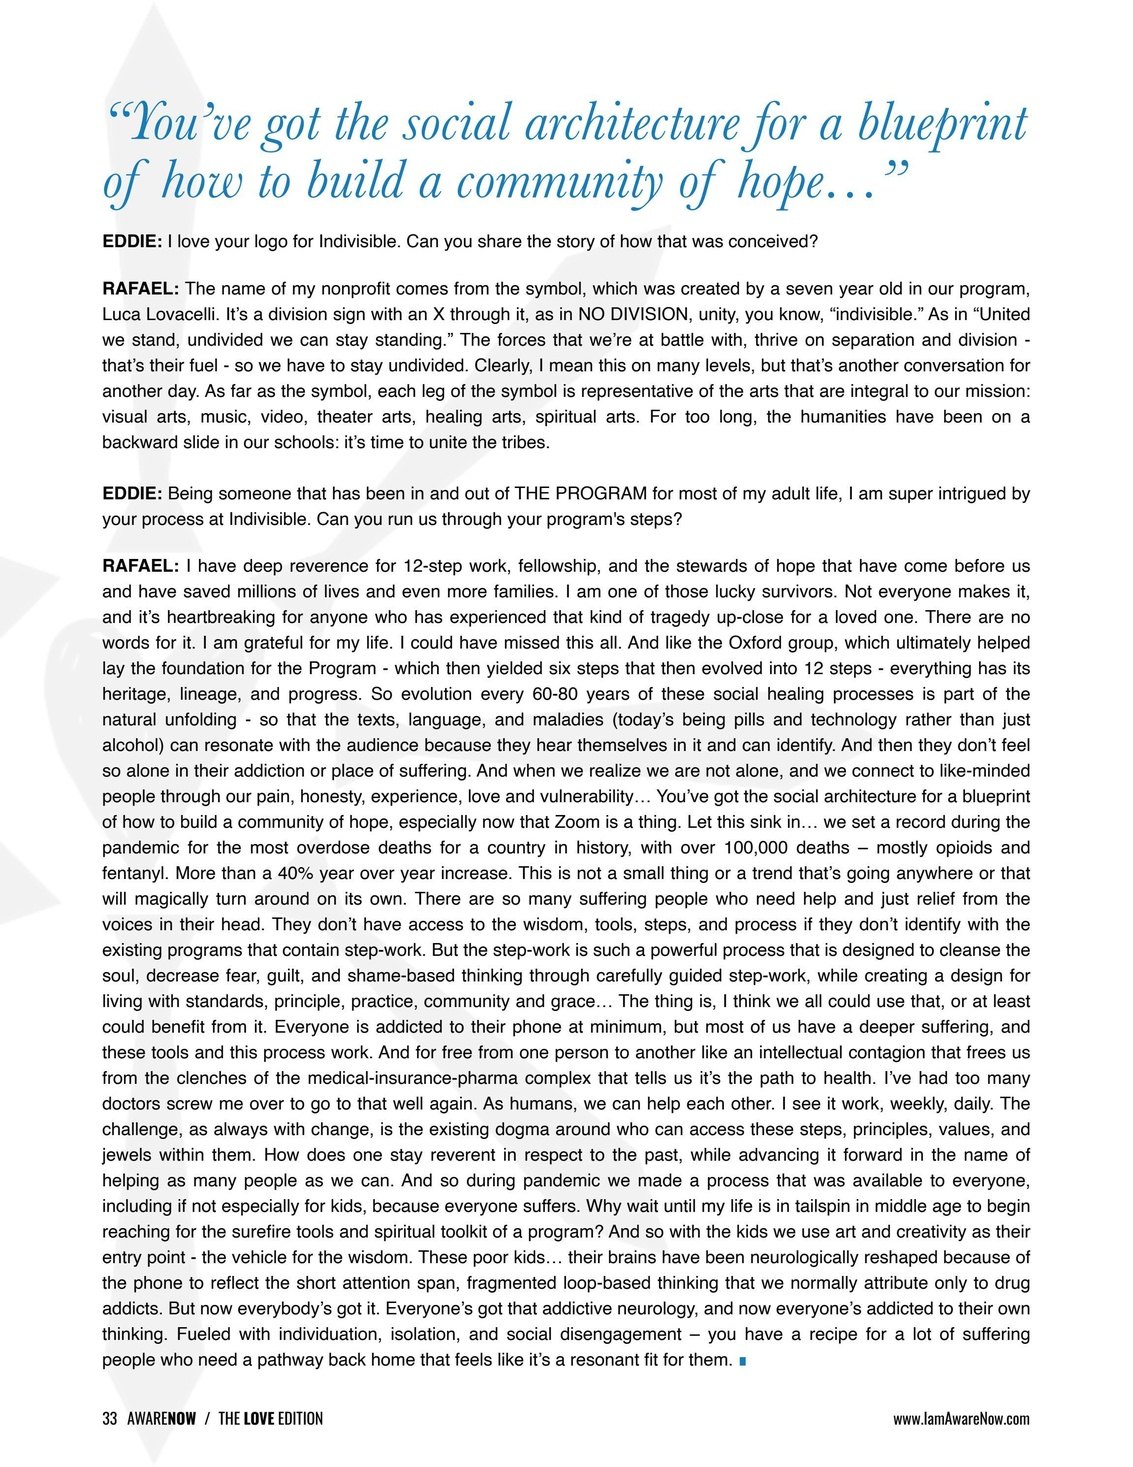 “You’ve got the social architecture for a blueprint
of how to build a community of hope…”
EDDIE: I love your logo for Indivisible. Can you share the story of how that was conceived?
RAFAEL: The name of my nonprofit comes from the symbol, which was created by a seven year old in our program,
Luca Lovacelli. It’s a division sign with an X through it, as in NO DIVISION, unity, you know, “indivisible.” As in “United
we stand, undivided we can stay standing.” The forces that we’re at battle with, thrive on separation and division -
that’s their fuel - so we have to stay undivided. Clearly, I mean this on many levels, but that’s another conversation for
another day. As far as the symbol, each leg of the symbol is representative of the arts that are integral to our mission:
visual arts, music, video, theater arts, healing arts, spiritual arts. For too long, the humanities have been on a
backward slide in our schools: it’s time to unite the tribes.
EDDIE: Being someone that has been in and out of THE PROGRAM for most of my adult life, I am super intrigued by
your process at Indivisible. Can you run us through your program's steps?
RAFAEL: I have deep reverence for 12-step work, fellowship, and the stewards of hope that have come before us
and have saved millions of lives and even more families. I am one of those lucky survivors. Not everyone makes it,
and it’s heartbreaking for anyone who has experienced that kind of tragedy up-close for a loved one. There are no
words for it. I am grateful for my life. I could have missed this all. And like the Oxford group, which ultimately helped
lay the foundation for the Program - which then yielded six steps that then evolved into 12 steps - everything has its
heritage, lineage, and progress. So evolution every 60-80 years of these social healing processes is part of the
natural unfolding - so that the texts, language, and maladies (today’s being pills and technology rather than just
alcohol) can resonate with the audience because they hear themselves in it and can identify. And then they don’t feel
so alone in their addiction or place of suffering. And when we realize we are not alone, and we connect to like-minded
people through our pain, honesty, experience, love and vulnerability… You’ve got the social architecture for a blueprint
of how to build a community of hope, especially now that Zoom is a thing. Let this sink in… we set a record during the
pandemic for the most overdose deaths for a country in history, with over 100,000 deaths – mostly opioids and
fentanyl. More than a 40% year over year increase. This is not a small thing or a trend that’s going anywhere or that
will magically turn around on its own. There are so many suffering people who need help and just relief from the
voices in their head. They don’t have access to the wisdom, tools, steps, and process if they don’t identify with the
existing programs that contain step-work. But the step-work is such a powerful process that is designed to cleanse the
soul, decrease fear, guilt, and shame-based thinking through carefully guided step-work, while creating a design for
living with standards, principle, practice, community and grace… The thing is, I think we all could use that, or at least
could benefit from it. Everyone is addicted to their phone at minimum, but most of us have a deeper suffering, and
these tools and this process work. And for free from one person to another like an intellectual contagion that frees us
from the clenches of the medical-insurance-pharma complex that tells us it’s the path to health. I’ve had too many
doctors screw me over to go to that well again. As humans, we can help each other. I see it work, weekly, daily. The
challenge, as always with change, is the existing dogma around who can access these steps, principles, values, and
jewels within them. How does one stay reverent in respect to the past, while advancing it forward in the name of
helping as many people as we can. And so during pandemic we made a process that was available to everyone,
including if not especially for kids, because everyone suffers. Why wait until my life is in tailspin in middle age to begin
reaching for the surefire tools and spiritual toolkit of a program? And so with the kids we use art and creativity as their
entry point - the vehicle for the wisdom. These poor kids… their brains have been neurologically reshaped because of
the phone to reflect the short attention span, fragmented loop-based thinking that we normally attribute only to drug
addicts. But now everybody’s got it. Everyone’s got that addictive neurology, and now everyone’s addicted to their own
thinking. Fueled with individuation, isolation, and social disengagement – you have a recipe for a lot of suffering
people who need a pathway back home that feels like it’s a resonant fit for them.
33 AWARENOW / THE LOVE EDITION
www.IamAwareNow.com